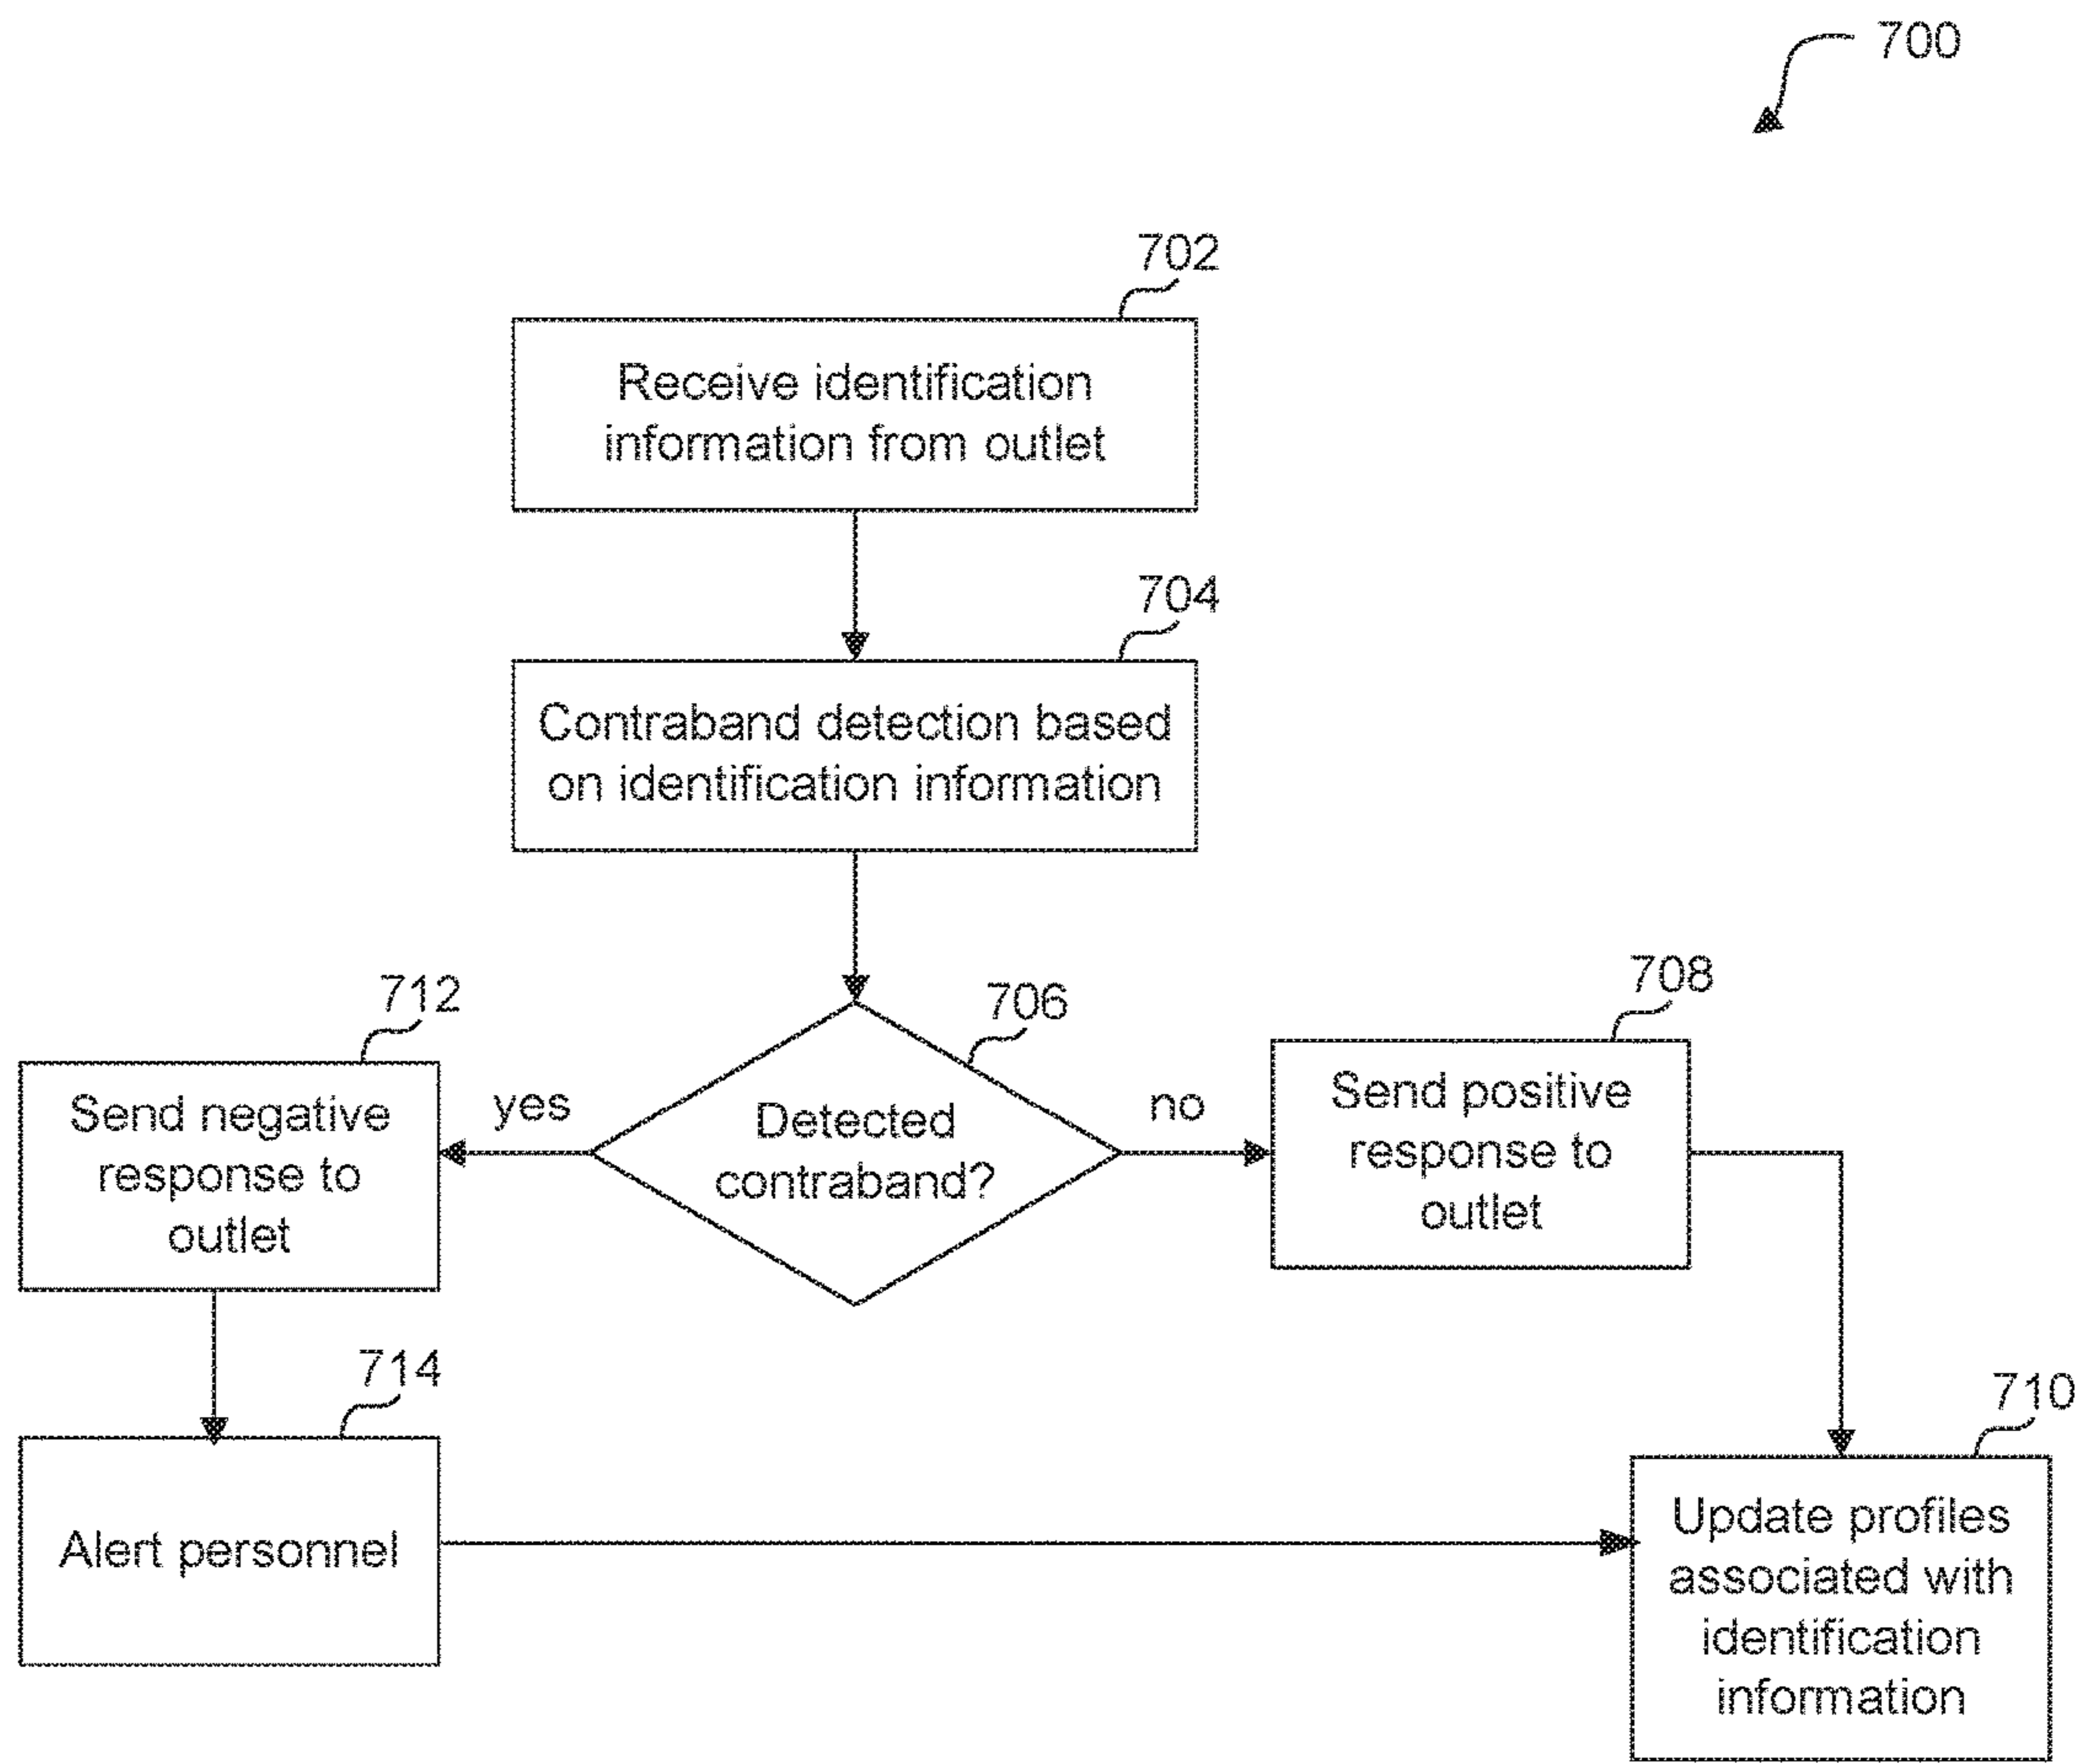 700
702
Receive identification
information from outlet
704
Contraband detection based
on identification information
706
Detected
contraband?
yes
no
712
Send negative
response to
outlet
708
Send positive
response to
outlet
714
Alert personnel
710
Update profiles
associated with
identification
information